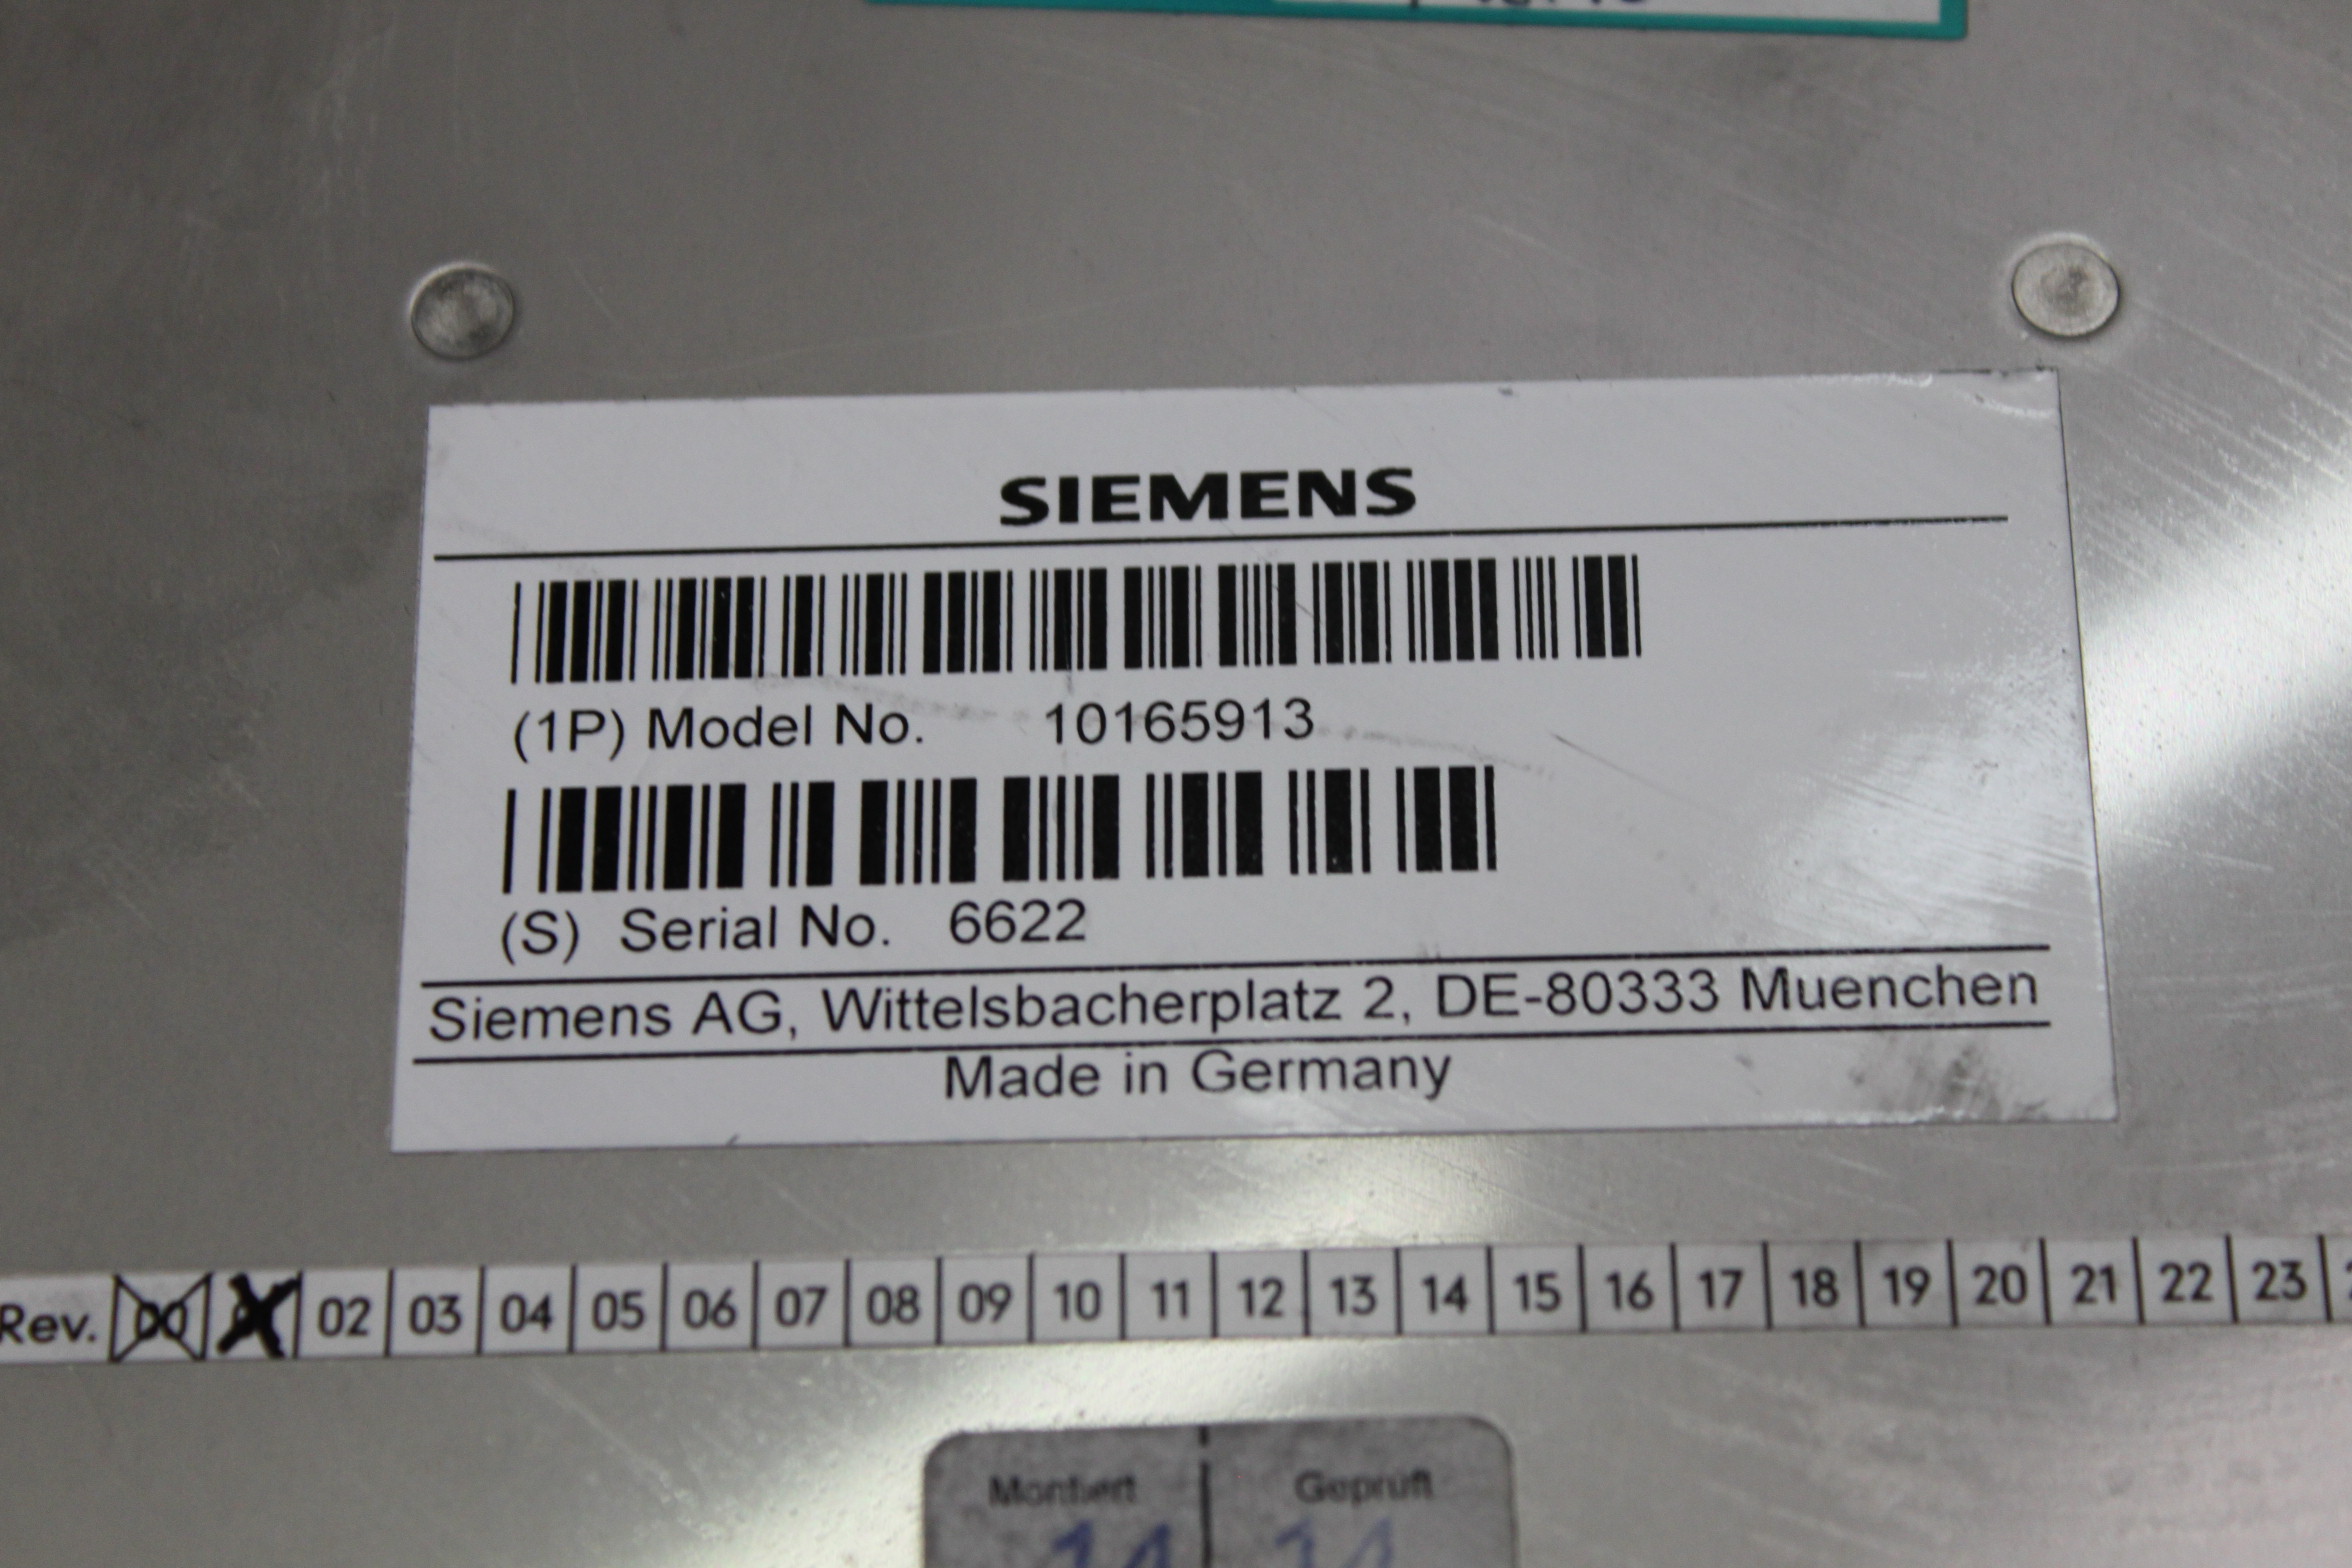 SIEMENS
(1P) Model No. 10165913
(S) Serial No. 6622
Siemens AG, Wittelsbacherplatz 2, DE-80333 Muenchen
Made in Germany
Rev. 00 02 03 04 05 06 07 08 09 10 11 12 13 14 15 16 17 18 19 20 21 22 23
Montiert Geprüft
14 14